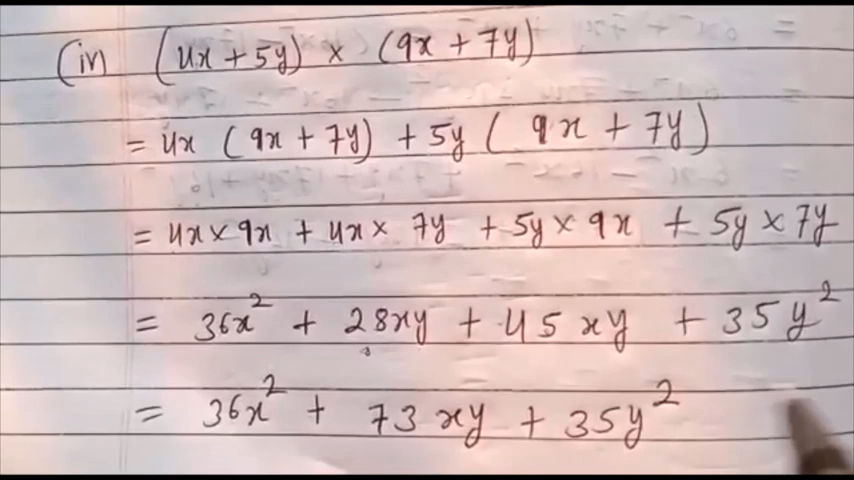 (iii) (4x + 5y) × (9x + 7y)
= 4x (9x + 7y) + 5y ( 9x + 7y)
= 4x × 9x + 4x × 7y + 5y × 9x + 5y × 7y
= 36x² + 28xy + 45xy + 35y²
= 36x² + 73xy + 35y²